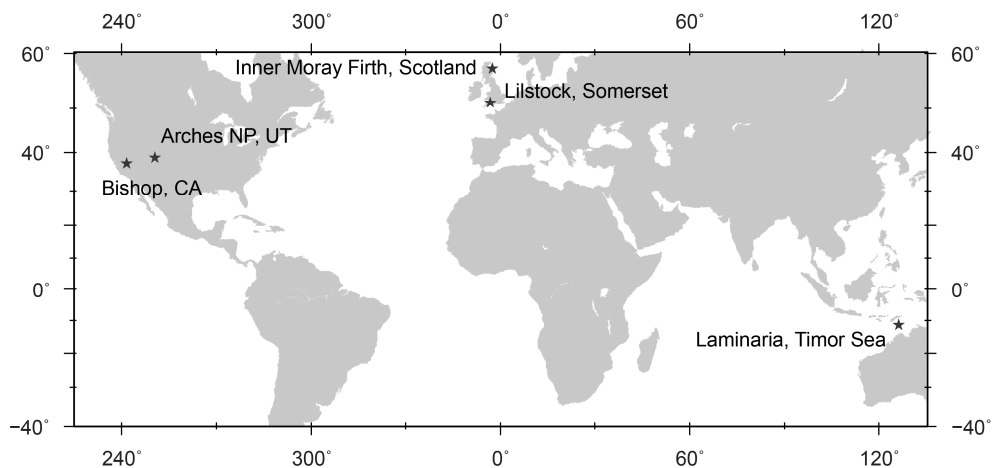 240˚ 300˚ 0˚ 60˚ 120˚
60˚ 60˚
Inner Moray Firth, Scotland
Lilstock, Somerset
Arches NP, UT
40˚ 40˚
Bishop, CA
0˚ 0˚
Laminaria, Timor Sea
−40˚ −40˚
240˚ 300˚ 0˚ 60˚ 120˚